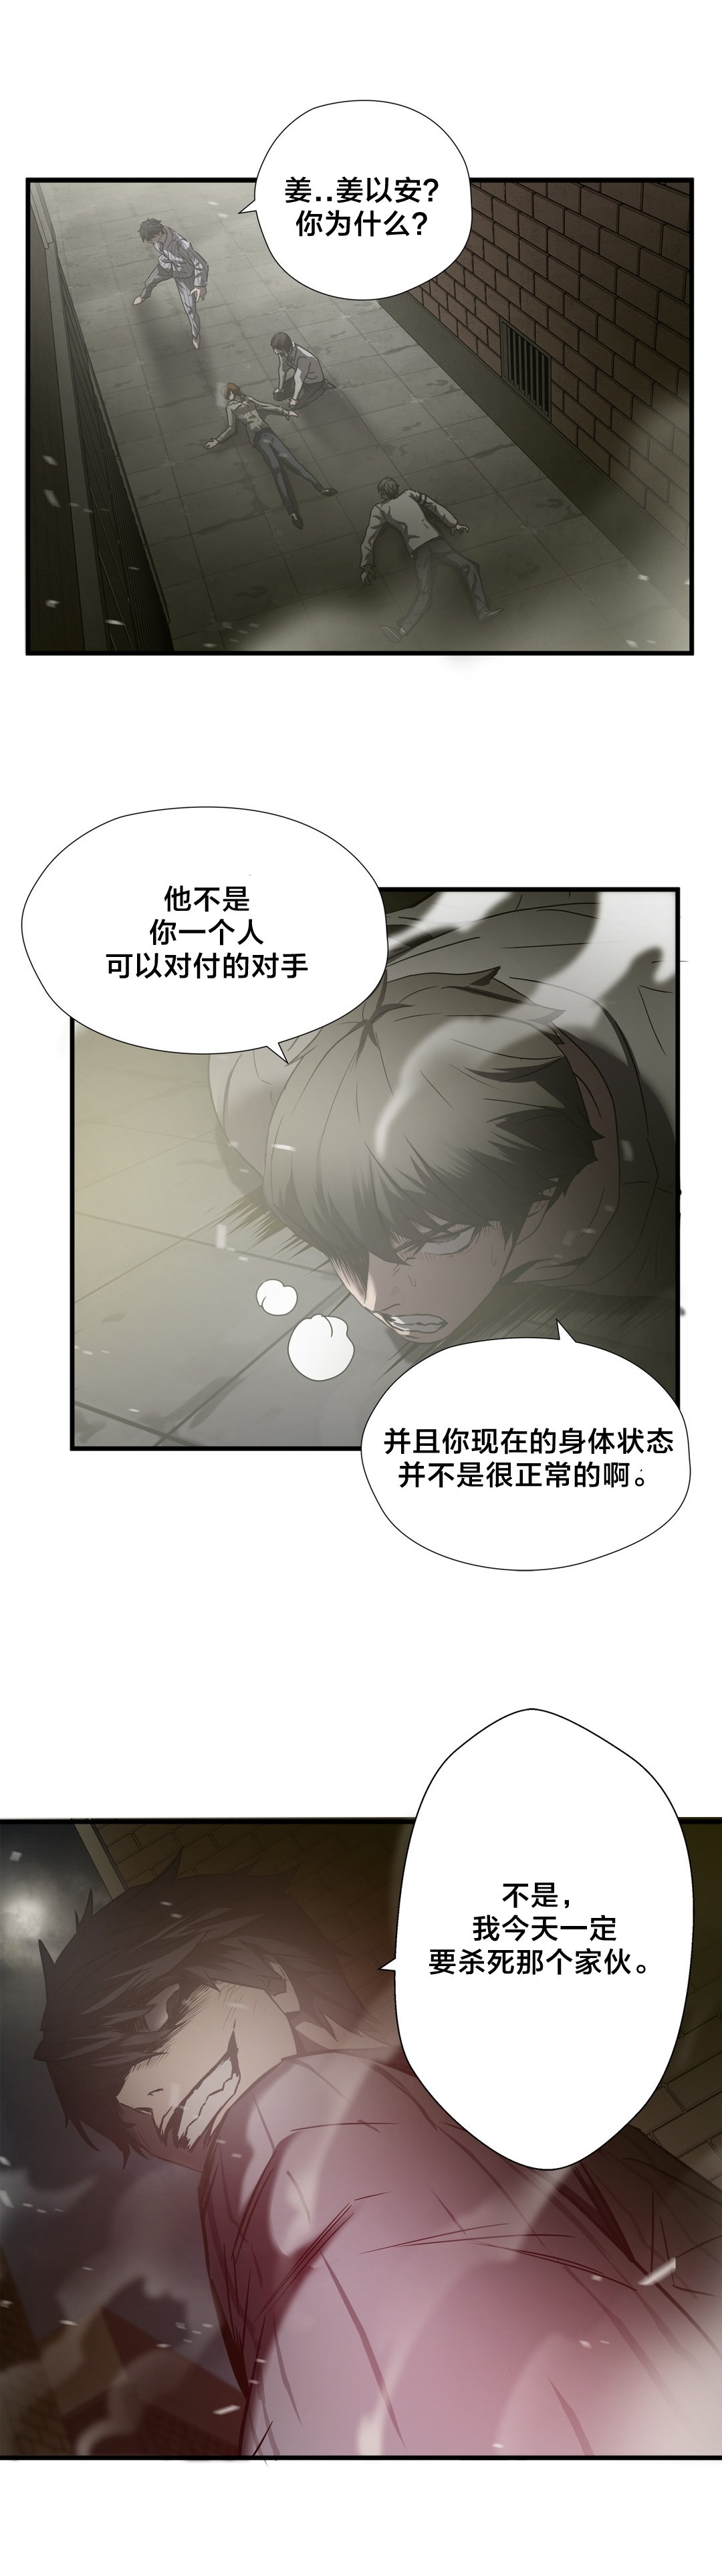 姜..姜以安?
你为什么?
他不是
你一个人
可以对付的对手
并且你现在的身体状态
并不是很正常的啊。
不是，
我今天一定
要杀死那个家伙。